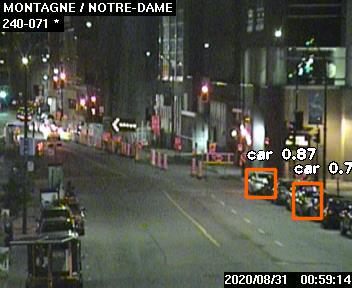 MONTAGNE / NOTRE-DAME
240-071 *
car 0.87
car 0.7
2020/08/31 00:59:14